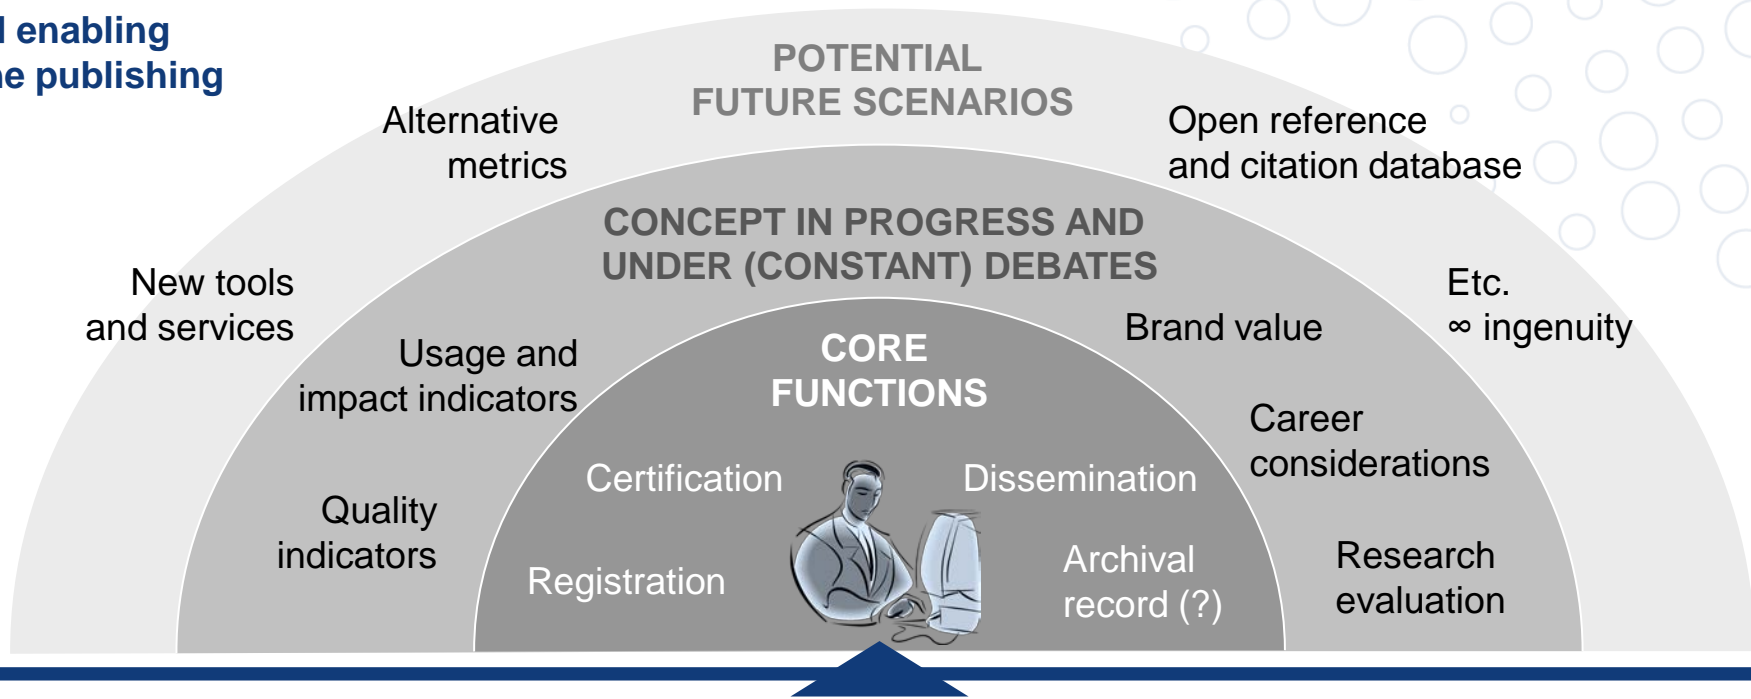 enabling
publishing
POTENTIAL
FUTURE SCENARIOS
Alternative
metrics
Open reference
and citation database
CONCEPT IN PROGRESS AND
UNDER (CONSTANT) DEBATES
New tools
and services
Etc.
∞ ingenuity
Usage and
impact indicators
Brand value
CORE
FUNCTIONS
Career
considerations
Quality
indicators
Certification
Dissemination
Registration
Archival
record (?)
Research
evaluation